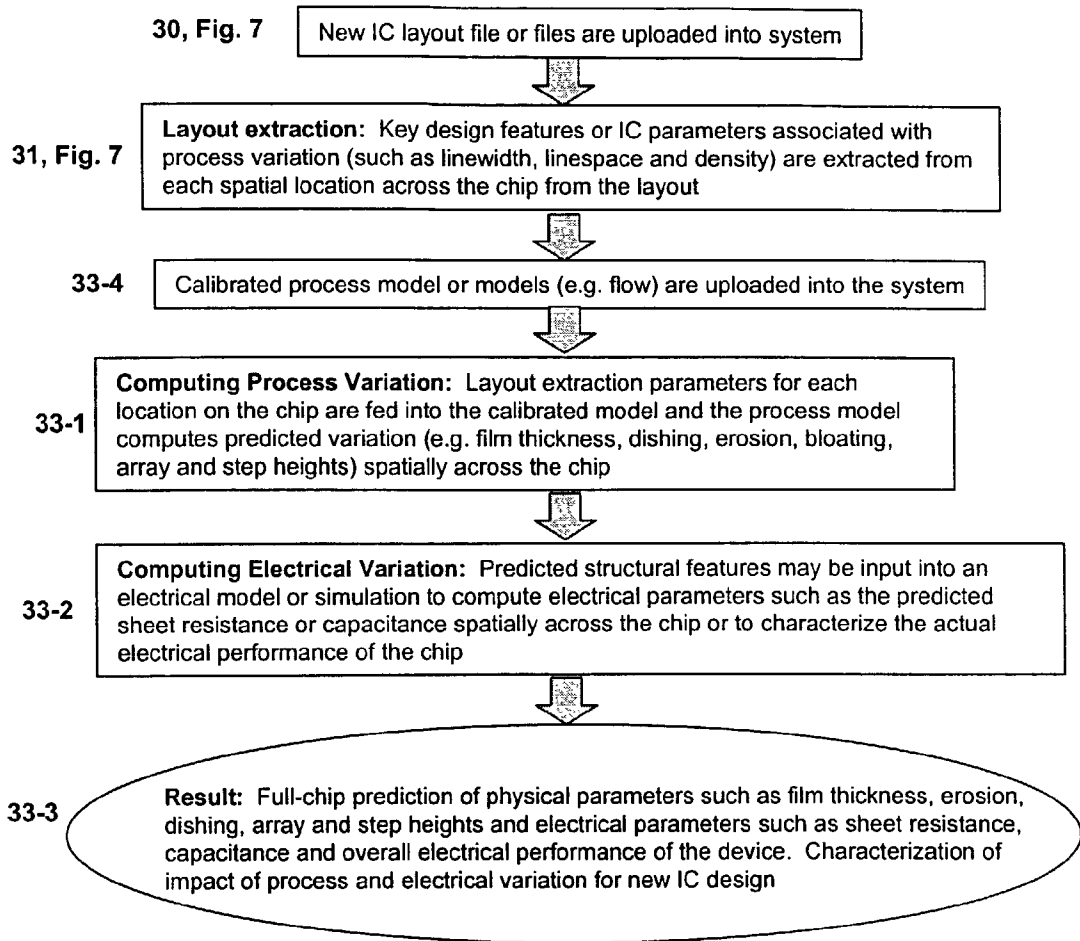 30, Fig. 7
New IC layout file or files are uploaded into system
31, Fig. 7
Layout extraction: Key design features or IC parameters associated with
process variation (such as linewidth, linespace and density) are extracted from
each spatial location across the chip from the layout
33-4
Calibrated process model or models (e.g. flow) are uploaded into the system
33-1
Computing Process Variation: Layout extraction parameters for each
location on the chip are fed into the calibrated model and the process model
computes predicted variation (e.g. film thickness, dishing, erosion, bloating,
array and step heights) spatially across the chip
33-2
Computing Electrical Variation: Predicted structural features may be input into an
electrical model or simulation to compute electrical parameters such as the predicted
sheet resistance or capacitance spatially across the chip or to characterize the actual
electrical performance of the chip
33-3
Result: Full-chip prediction of physical parameters such as film thickness, erosion,
dishing, array and step heights and electrical parameters such as sheet resistance,
capacitance and overall electrical performance of the device. Characterization of
impact of process and electrical variation for new IC design